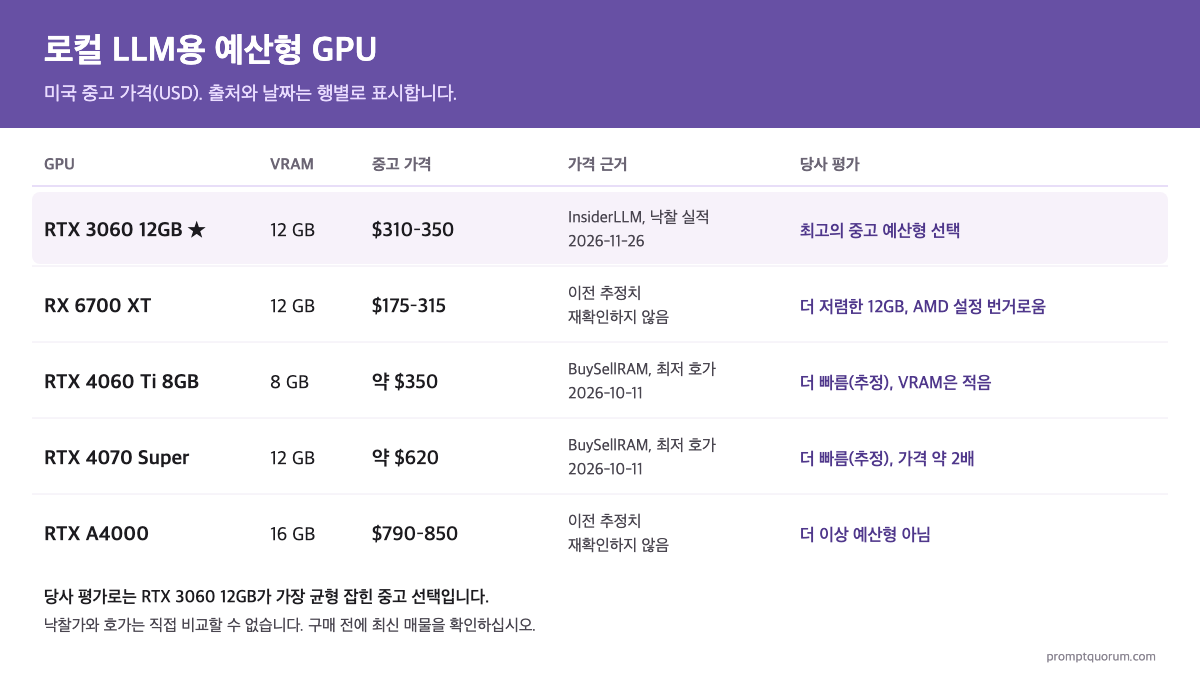 로컬 LLM용 예산형 GPU
미국 중고 가격(USD). 출처와 날짜는 행별로 표시합니다.
GPU VRAM 중고 가격 가격 근거 당사 평가
RTX 3060 12GB ★ 12 GB $310-350 InsiderLLM, 낙찰 실적 최고의 중고 예산형 선택
2026-11-26
RX 6700 XT 12 GB $175-315 이전 추정치 더 저렴한 12GB, AMD 설정 번거로움
재확인하지 않음
RTX 4060 Ti 8GB 8 GB 약 $350 BuySellRAM, 최저 호가 더 빠름(추정), VRAM은 적음
2026-10-11
RTX 4070 Super 12 GB 약 $620 BuySellRAM, 최저 호가 더 빠름(추정), 가격 약 2배
2026-10-11
RTX A4000 16 GB $790-850 이전 추정치 더 이상 예산형 아님
재확인하지 않음
당사 평가로는 RTX 3060 12GB가 가장 균형 잡힌 중고 선택입니다.
낙찰가와 호가는 직접 비교할 수 없습니다. 구매 전에 최신 매물을 확인하십시오.
promptquorum.com